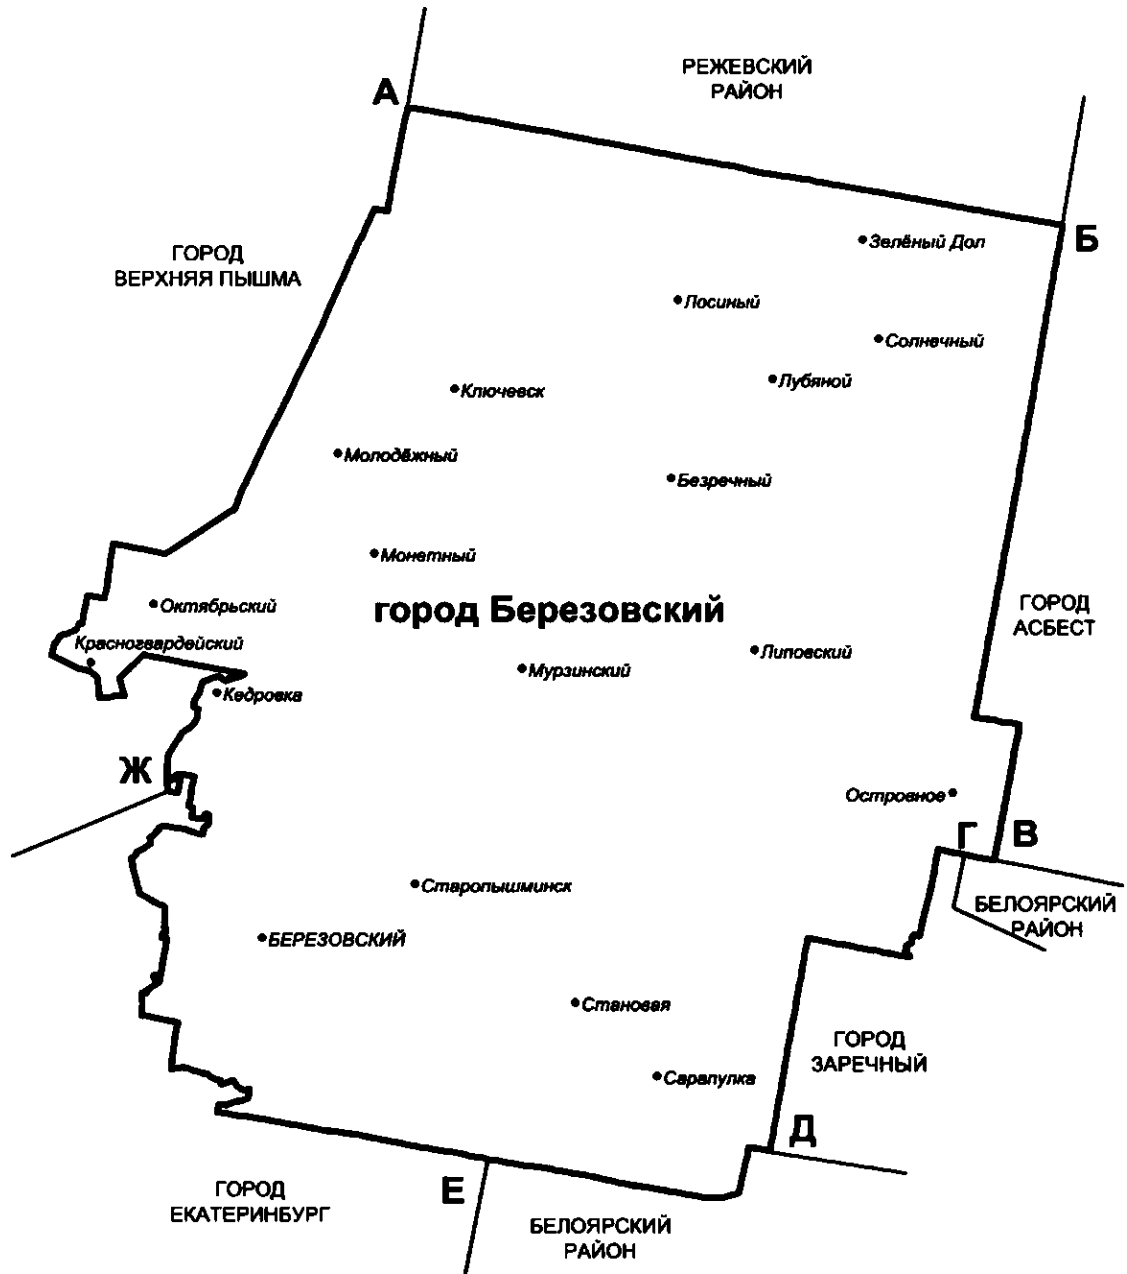 РЕЖЕВСКИЙ
РАЙОН
А
Б
ГОРОД
ВЕРХНЯЯ ПЫШМА
Зелёный Дол
Лосиный
Солнечный
Лубяной
Ключевск
Молодёжный
Безречный
Монетный
Октябрьский
город Березовский
ГОРОД
АСБЕСТ
Красногвардейский
Липовский
Мурзинский
Кедровка
Ж
Островное
Г
В
Старопышминск
БЕЛОЯРСКИЙ
РАЙОН
БЕРЕЗОВСКИЙ
Становая
ГОРОД
ЗАРЕЧНЫЙ
Сарапулка
Д
Е
ГОРОД
ЕКАТЕРИНБУРГ
БЕЛОЯРСКИЙ
РАЙОН